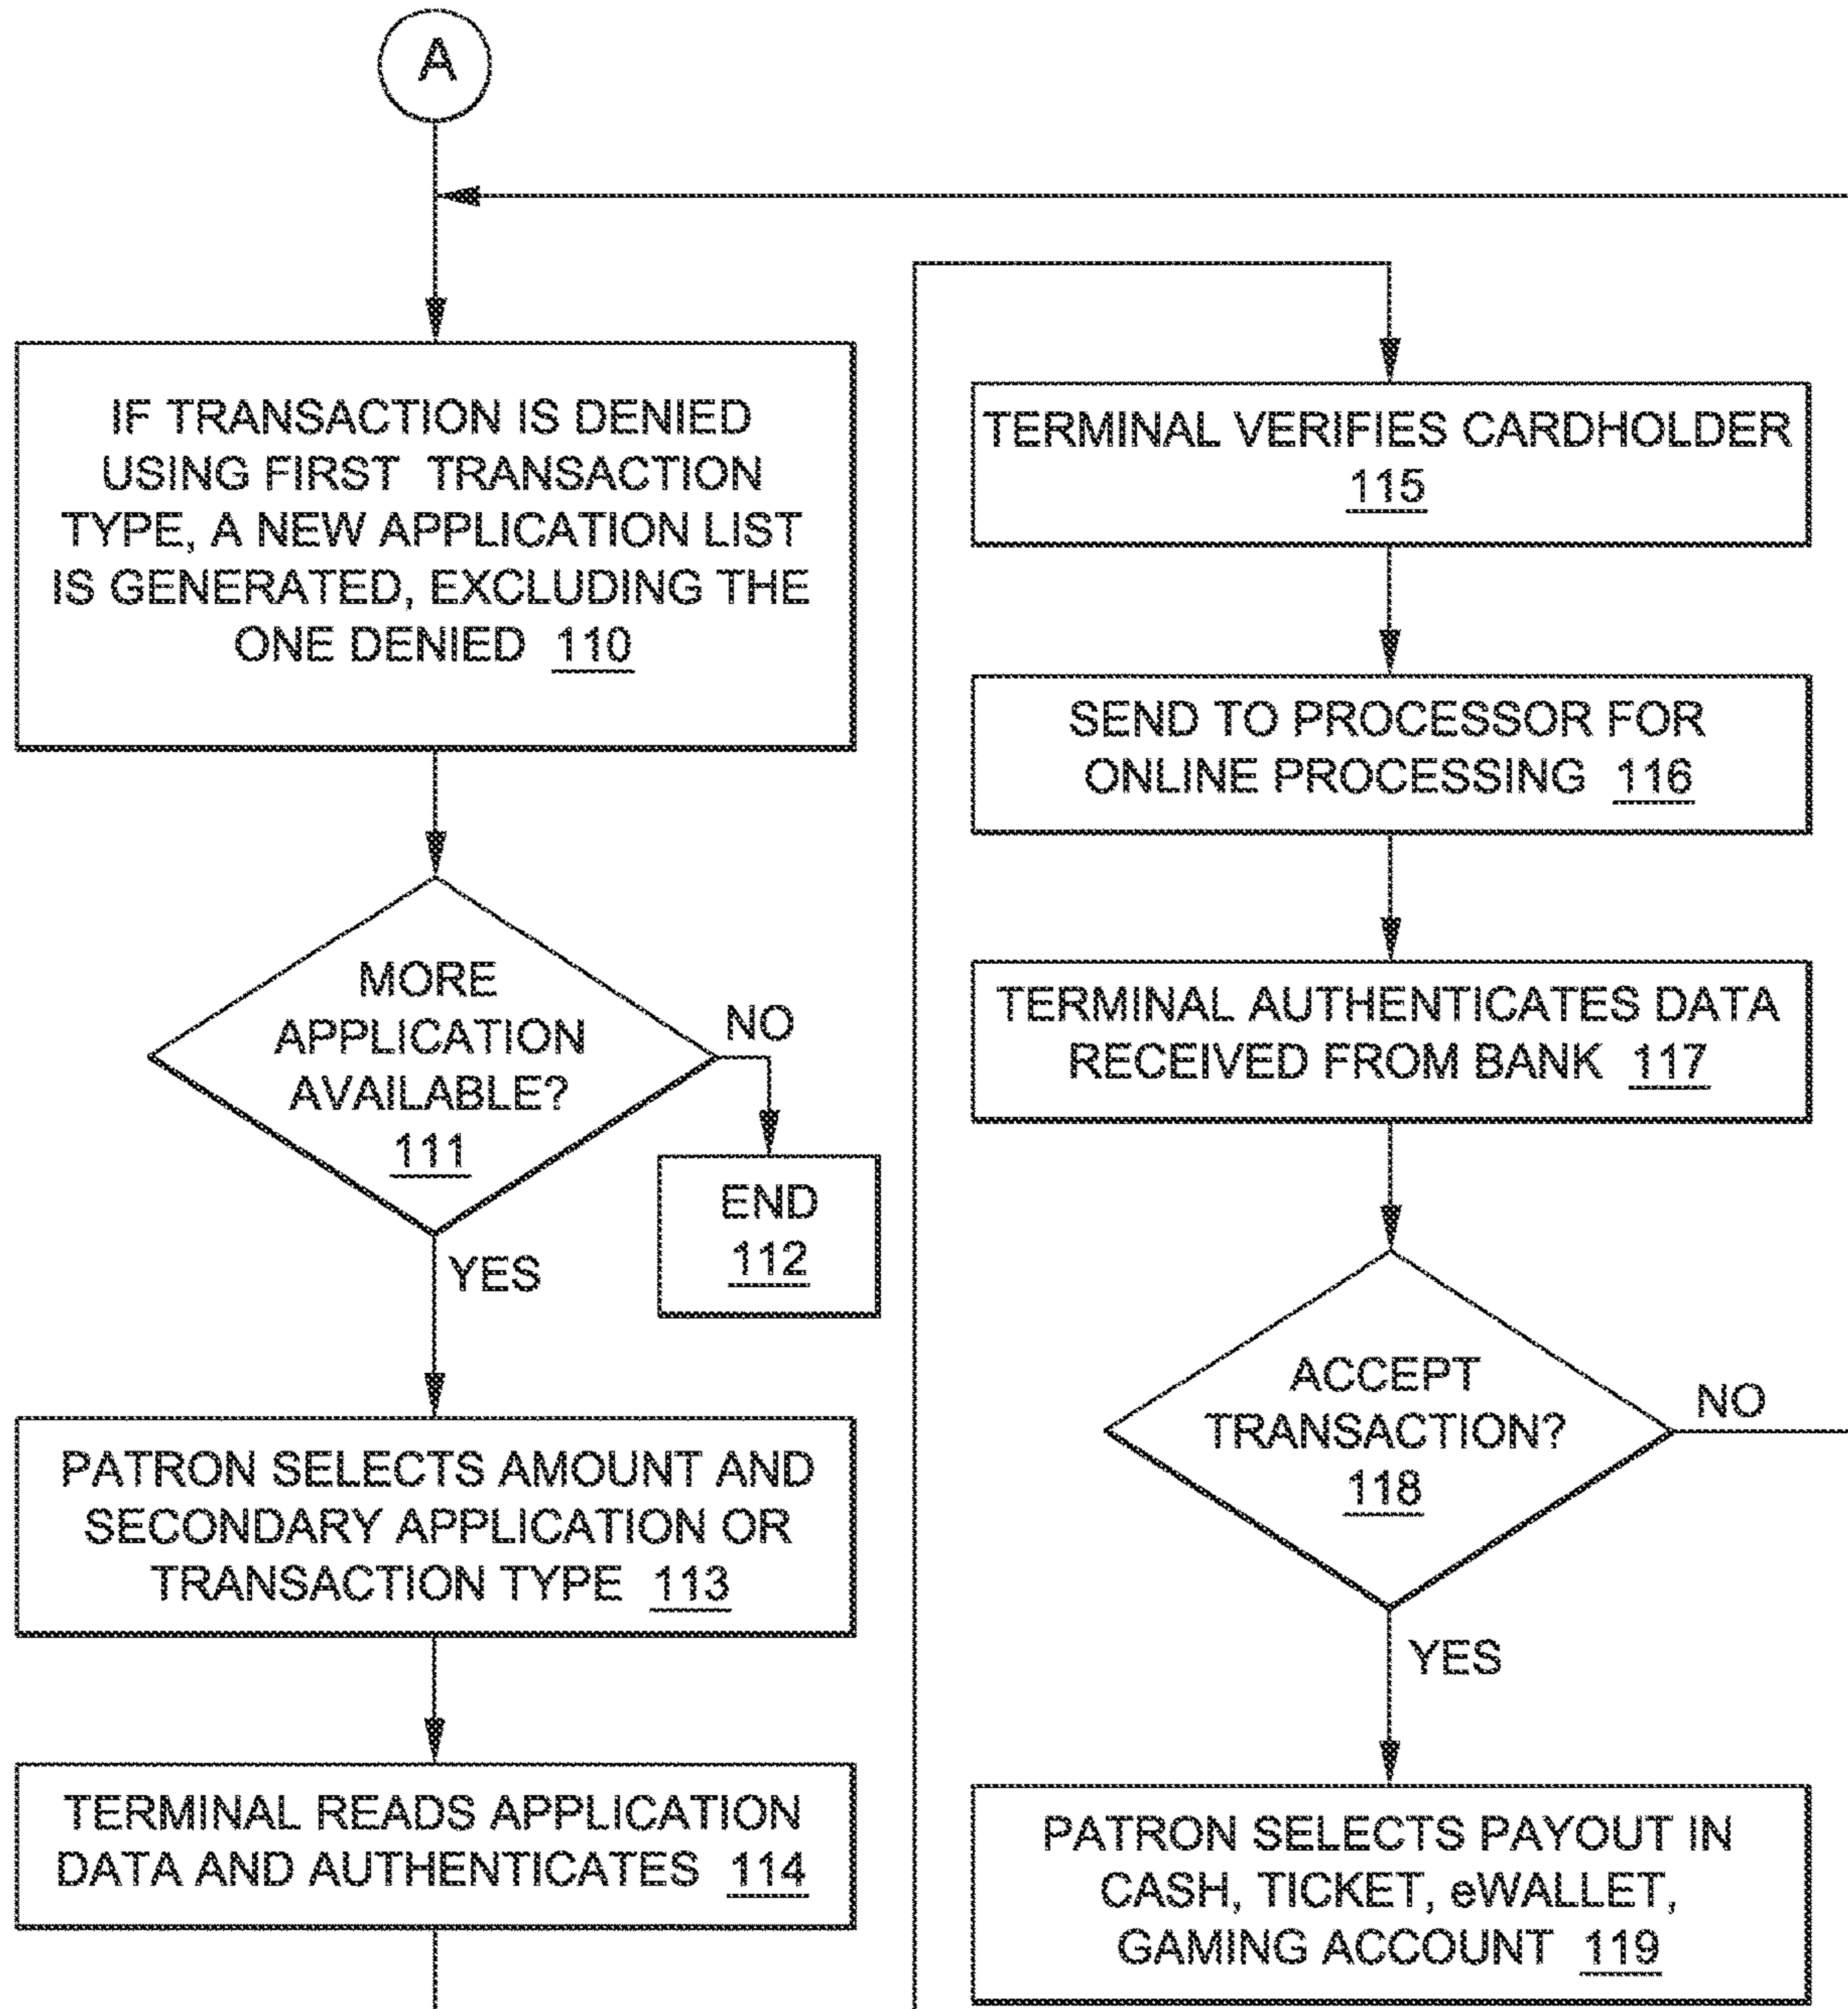 A
IF TRANSACTION IS DENIED
USING FIRST TRANSACTION
TYPE, A NEW APPLICATION LIST
IS GENERATED, EXCLUDING THE
ONE DENIED 110
MORE
APPLICATION
AVAILABLE?
111
NO
END
112
YES
PATRON SELECTS AMOUNT AND
SECONDARY APPLICATION OR
TRANSACTION TYPE 113
TERMINAL READS APPLICATION
DATA AND AUTHENTICATES 114
TERMINAL VERIFIES CARDHOLDER
115
SEND TO PROCESSOR FOR
ONLINE PROCESSING 116
TERMINAL AUTHENTICATES DATA
RECEIVED FROM BANK 117
ACCEPT
TRANSACTION?
118
NO
YES
PATRON SELECTS PAYOUT IN
CASH, TICKET, eWALLET,
GAMING ACCOUNT 119